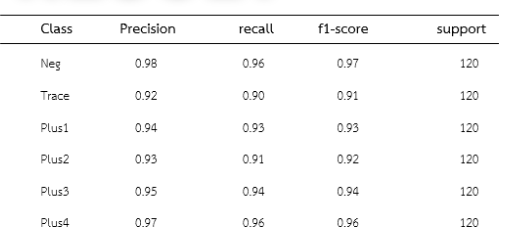 Class Precision recall f1-score support
Neg 0.98 0.96 0.97 120
Trace 0.92 0.90 0.91 120
Plus1 0.94 0.93 0.93 120
Plus2 0.93 0.91 0.92 120
Plus3 0.95 0.94 0.94 120
Plus4 0.97 0.96 0.96 120